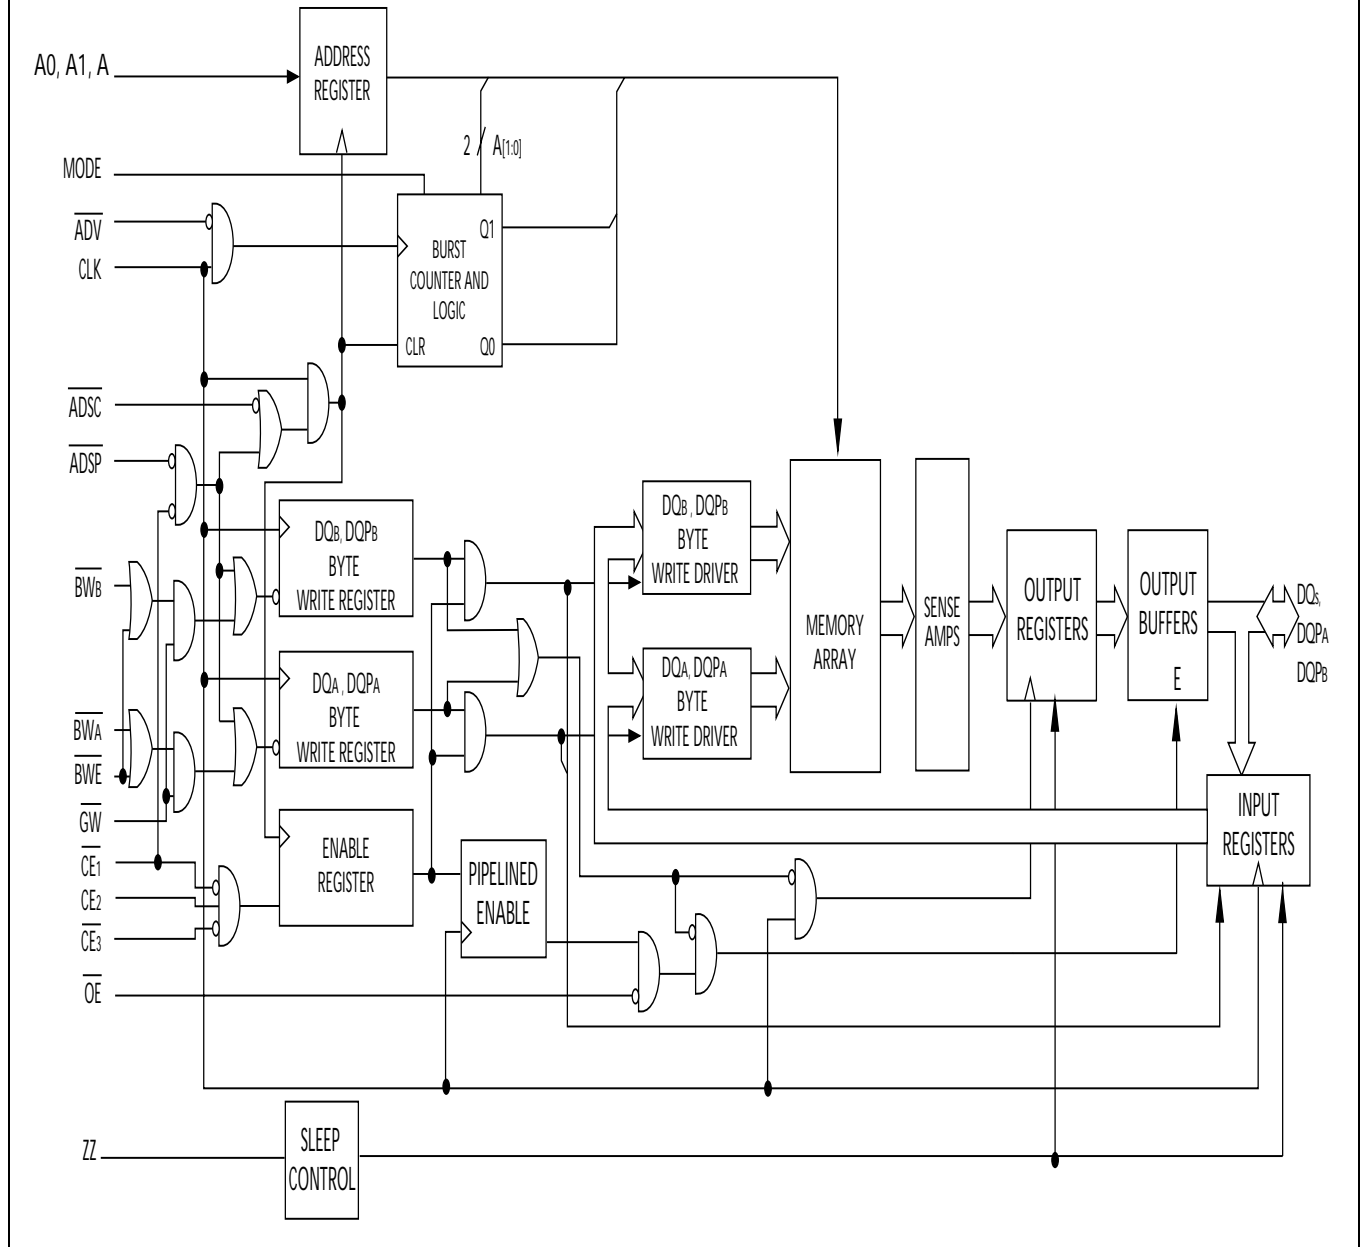 A0, A1, A
ADDRESS
REGISTER
2
A[1:0]
MODE
ADV
CLK
Q1
BURST
COUNTER AND
LOGIC
CLR
Q0
ADSC
ADSP
DQB, DQPB
BYTE
WRITE REGISTER
DQB, DQPB
BYTE
WRITE DRIVER
MEMORY
ARRAY
SENSE
AMPS
OUTPUT
REGISTERS
OUTPUT
BUFFERS
E
DQs,
DQPA
DQPB
BWB
DQA, DQPA
BYTE
WRITE REGISTER
DQA, DQPA
BYTE
WRITE DRIVER
BWA
BWE
GW
CE1
CE2
CE3
ENABLE
REGISTER
PIPELINED
ENABLE
INPUT
REGISTERS
OE
ZZ
SLEEP
CONTROL